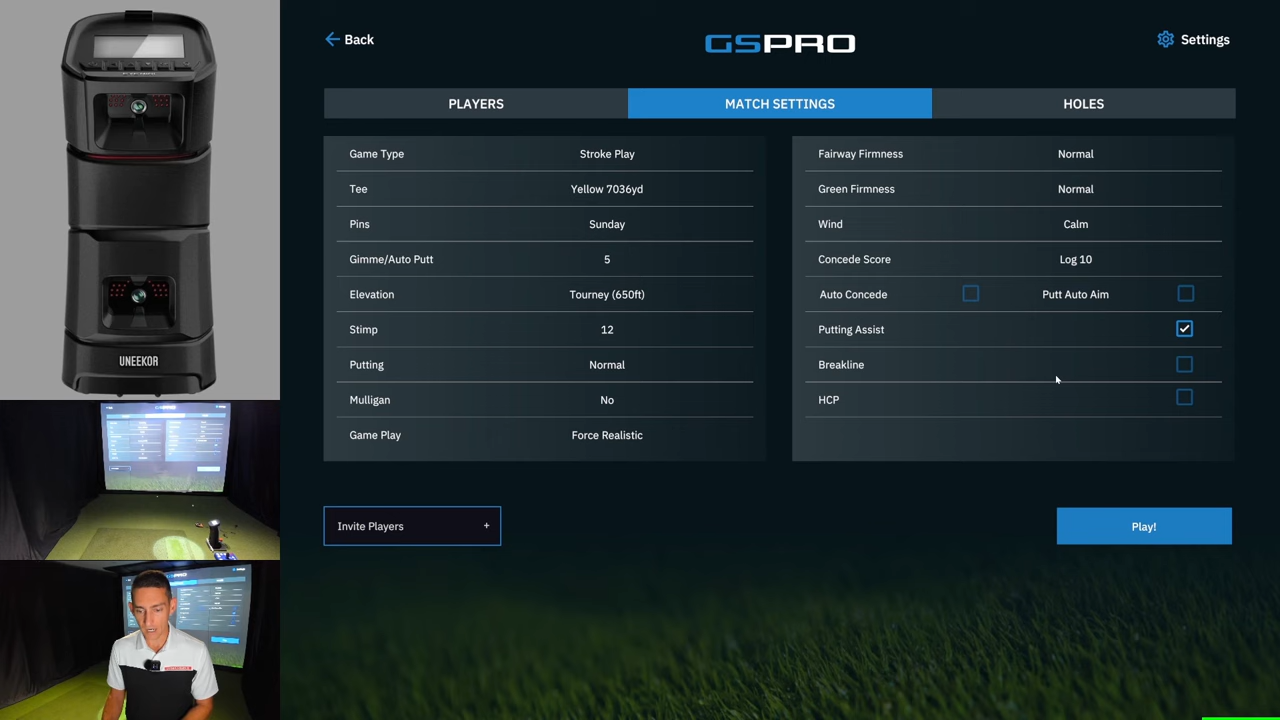 Back
GSPRO
Settings
PLAYERS
MATCH SETTINGS
HOLES
Game Type Stroke Play
Tee Yellow 7036yd
Pins Sunday
Gimme/Auto Putt 5
Elevation Tourney (650ft)
Stimp 12
Putting Normal
Mulligan No
Game Play Force Realistic
Fairway Firmness Normal
Green Firmness Normal
Wind Calm
Concede Score Log 10
Auto Concede Putt Auto Aim
Putting Assist
Breakline
HCP
Invite Players +
Play!
UNEEKOR